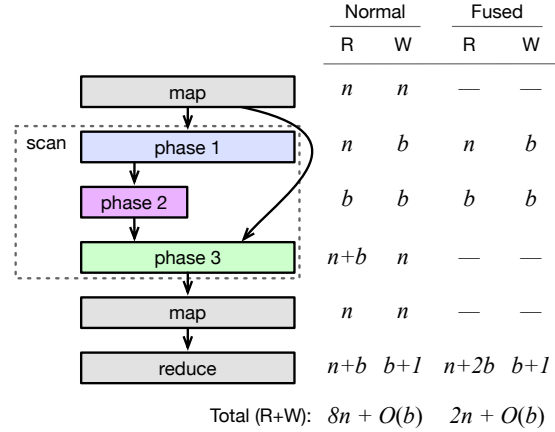 Normal Fused
R W R W
map n n — —
scan
phase 1 n b n b
phase 2 b b b b
phase 3 n+b n — —
map n n — —
reduce n+b b+1 n+2b b+1
Total (R+W): 8n + O(b) 2n + O(b)